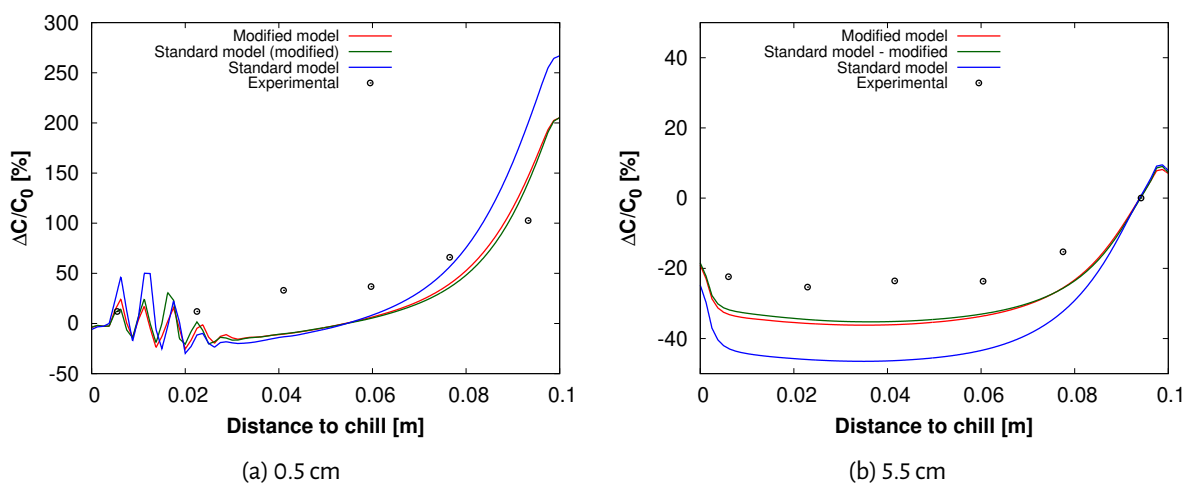 300
250
200
150
100
50
0
-50
ΔC/C0 [%]
Modified model
Standard model (modified)
Standard model
Experimental
0 0.02 0.04 0.06 0.08 0.1
Distance to chill [m]
(a) 0.5 cm
40
20
0
-20
-40
ΔC/C0 [%]
Modified model
Standard model - modified
Standard model
Experimental
0 0.02 0.04 0.06 0.08 0.1
Distance to chill [m]
(b) 5.5 cm